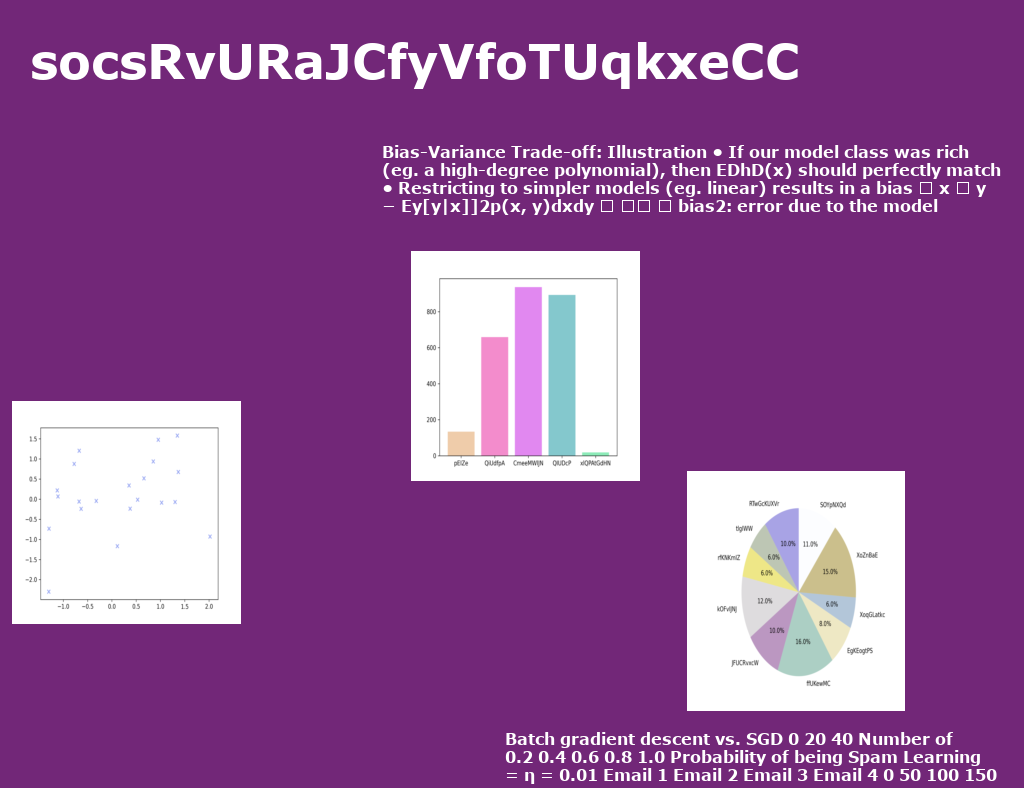 socsRvURaJCfyVfoTUqkxeCC
Bias-Variance Trade-off: Illustration • If our model class was rich
(eg. a high-degree polynomial), then EDhD(x) should perfectly match
• Restricting to simpler models (eg. linear) results in a bias x y
− Ey[y|x]]2p(x, y)dxdy bias2: error due to the model
800
600
400
200
0
pEIZe QiUdfpA CmeeMWIJN QIUDcP xIQPAtGdHN
1.5
1.0
0.5
0.0
−0.5
−1.0
−1.5
−2.0
−1.0 −0.5 0.0 0.5 1.0 1.5 2.0
RTwGcKUXVr SOYpNXQd
tIgIWW
10.0% 11.0%
XoZnBaE
rfKNKmIZ 6.0%
6.0% 15.0%
kOFvIJNJ 12.0% 6.0%
XoqGLatkc
8.0%
10.0%
16.0%
EgKEogtPS
JFUCRvxcW
ffUKewMC
Batch gradient descent vs. SGD 0 20 40 Number of
0.2 0.4 0.6 0.8 1.0 Probability of being Spam Learning
= η = 0.01 Email 1 Email 2 Email 3 Email 4 0 50 100 150